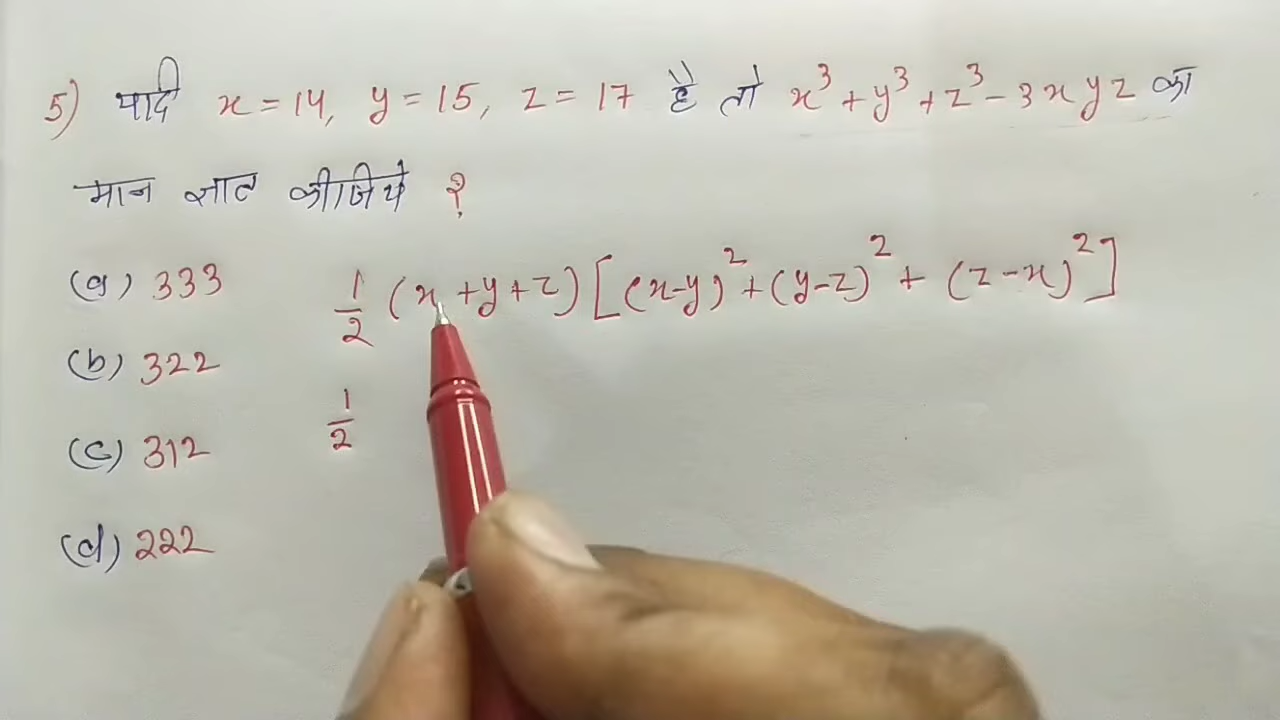 5) यदि x = 14, y = 15, z = 17 है तो x³ + y³ + z³ - 3xyz का
मान ज्ञात कीजिये ?
(a) 333
1/2 (x + y + z) [(x-y)² + (y-z)² + (z-x)²]
(b) 322
1/2
(c) 312
(d) 222